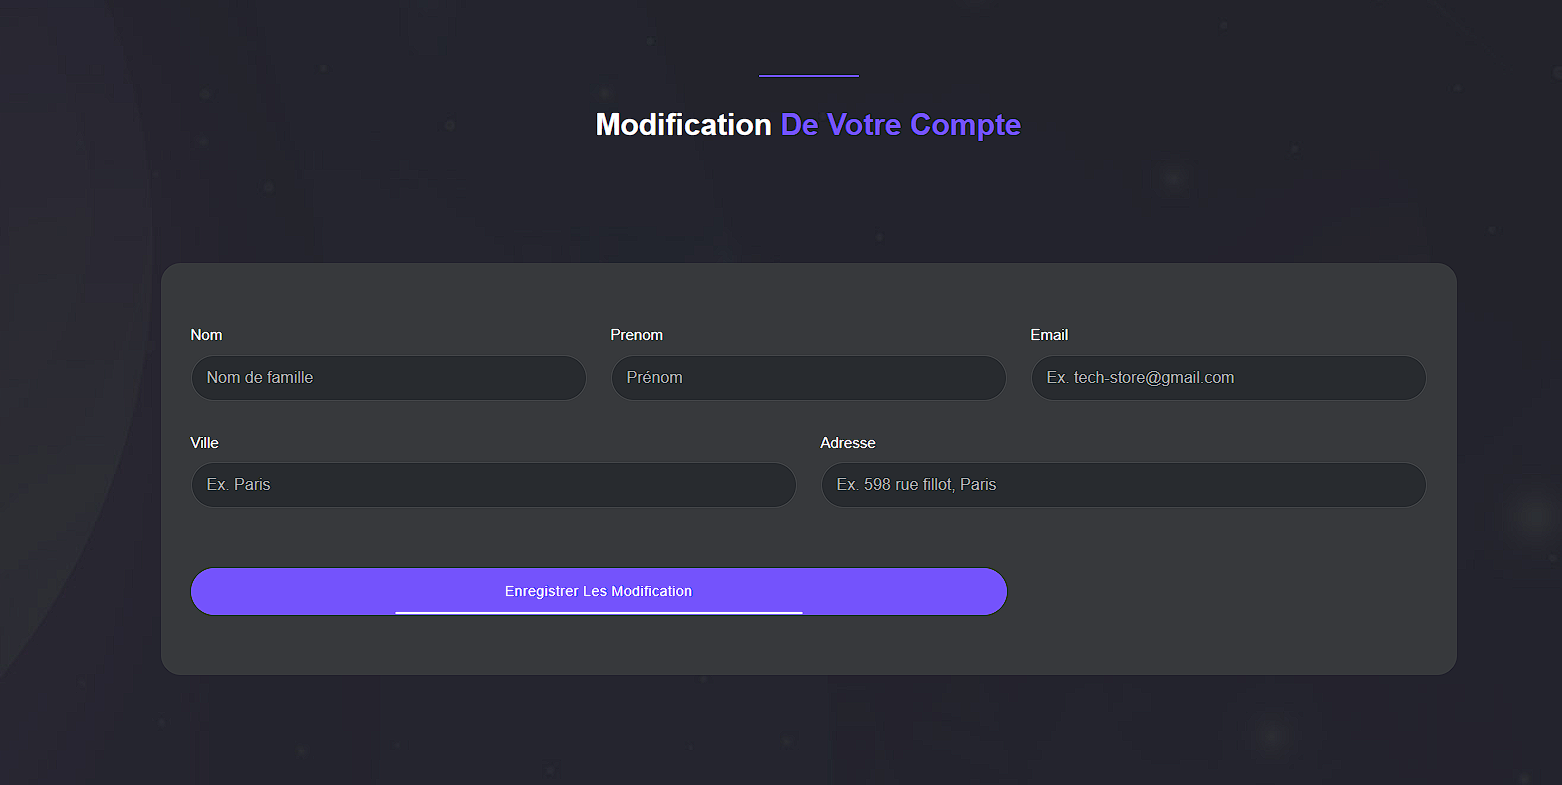 Modification De Votre Compte
Nom
Prenom
Email
Nom de famille
Prénom
Ex. tech-store@gmail.com
Ville
Adresse
Ex. Paris
Ex. 598 rue fillot, Paris
Enregistrer Les Modification